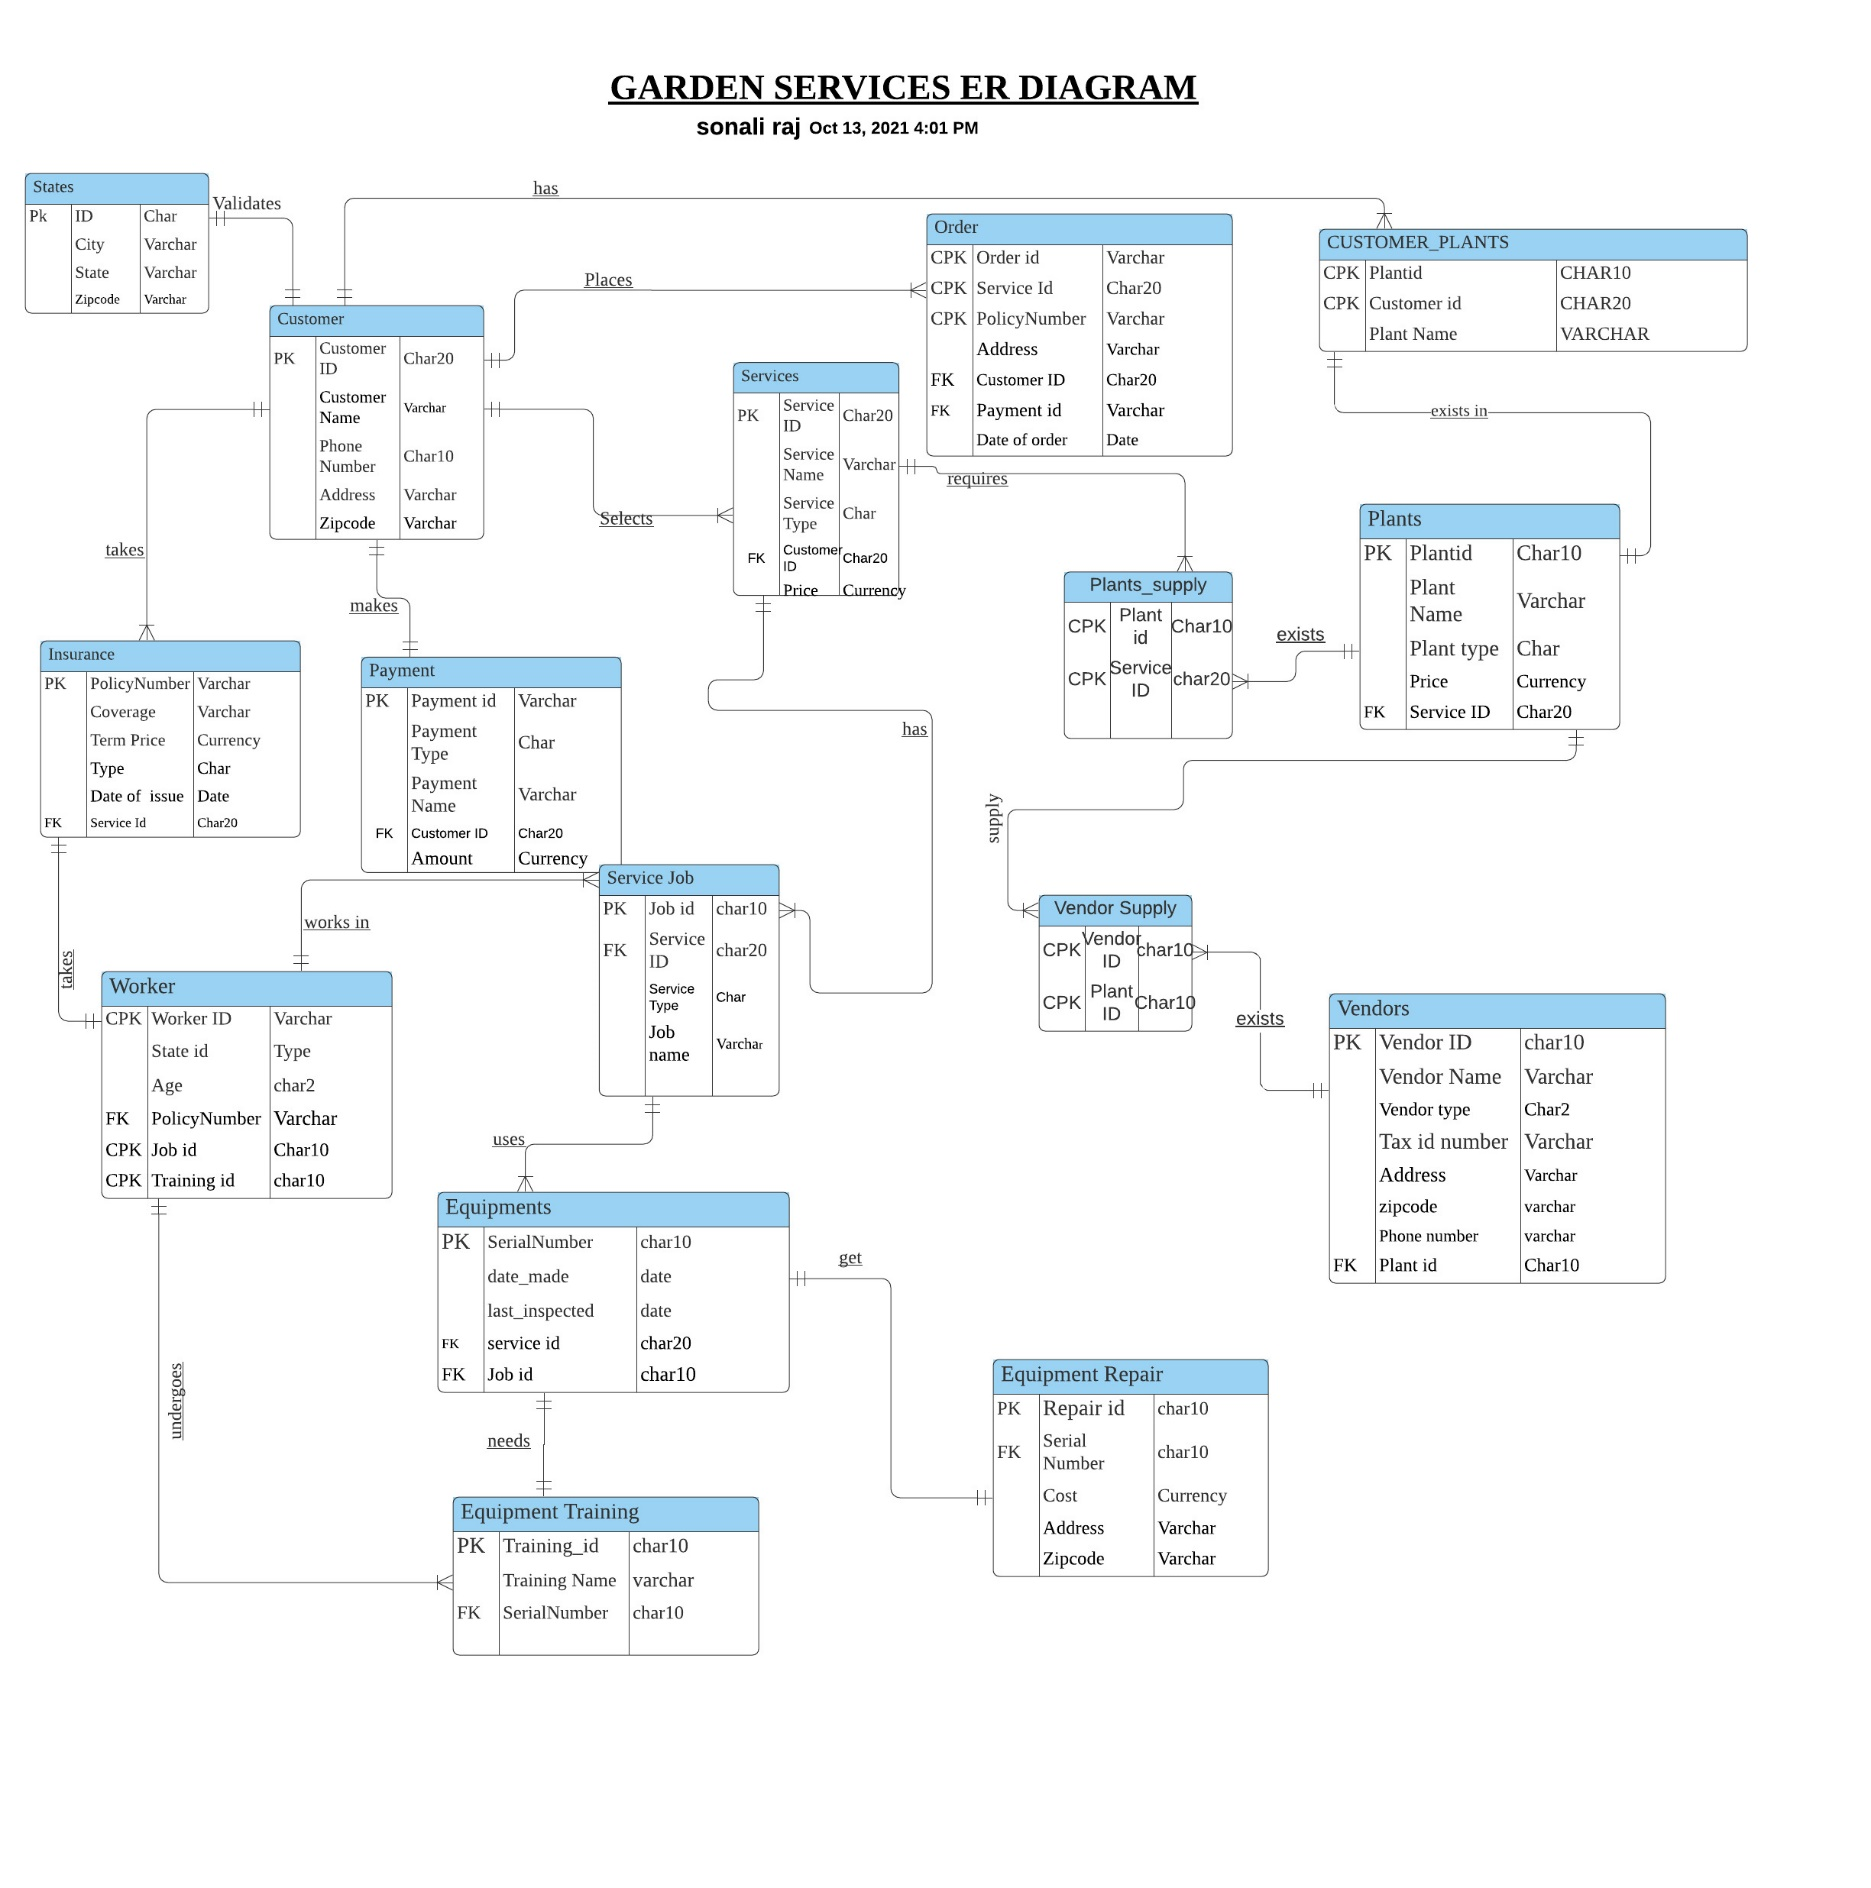 GARDEN SERVICES ER DIAGRAM
sonali raj Oct 13, 2021 4:01 PM
States
Pk ID Char
City Varchar
State Varchar
Zipcode Varchar
Validates
has
Places
Selects
takes
makes
Customer
PK Customer ID Char20
Customer Name Varchar
Phone Number Char10
Address Varchar
Zipcode Varchar
Order
CPK Order id Varchar
CPK Service Id Char20
CPK PolicyNumber Varchar
Address Varchar
FK Customer ID Char20
FK Payment id Varchar
Date of order Date
CUSTOMER_PLANTS
CPK Plantid CHAR10
CPK Customer id CHAR20
Plant Name VARCHAR
exists in
Services
PK Service ID Char20
Service Name Varchar
Service Type Char
FK Customer ID Char20
Price Currency
requires
Plants
PK Plantid Char10
Plant Name Varchar
Plant type Char
Price Currency
FK Service ID Char20
Plants_supply
CPK Plant id Char10
CPK Service ID char20
exists
Insurance
PK PolicyNumber Varchar
Coverage Varchar
Term Price Currency
Type Char
Date of issue Date
FK Service Id Char20
Payment
PK Payment id Varchar
Payment Type Char
Payment Name Varchar
FK Customer ID Char20
Amount Currency
has
supply
Service Job
PK Job id char10
FK Service ID char20
Service Type Char
Job name Varchar
works in
takes
Vendor Supply
CPK Vendor ID char10
CPK Plant ID Char10
exists
Worker
CPK Worker ID Varchar
State id Type
Age char2
FK PolicyNumber Varchar
CPK Job id Char10
CPK Training id char10
Vendors
PK Vendor ID char10
Vendor Name Varchar
Vendor type Char2
Tax id number Varchar
Address Varchar
zipcode varchar
Phone number varchar
FK Plant id Char10
uses
Equipments
PK SerialNumber char10
date_made date
last_inspected date
FK service id char20
FK Job id char10
get
undergoes
needs
Equipment Repair
PK Repair id char10
FK Serial Number char10
Cost Currency
Address Varchar
Zipcode Varchar
Equipment Training
PK Training_id char10
Training Name varchar
FK SerialNumber char10